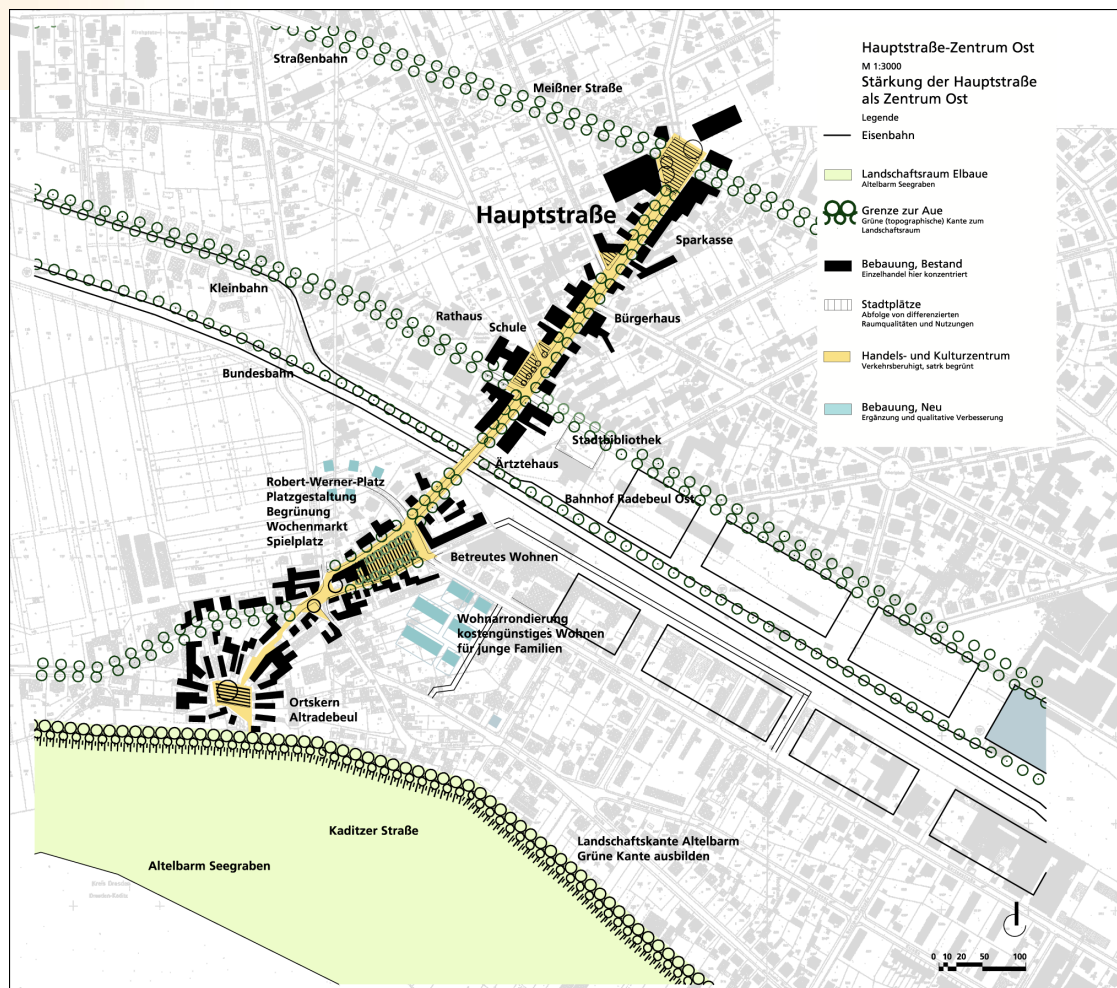 Straßenbahn
Meißner Straße
Hauptstraße
Sparkasse
Kleinbahn
Rathaus
Schule
Bürgerhaus
Bundesbahn
Stadtbibliothek
Ärtztehaus
Bahnhof Radebeul Ost
Robert-Werner-Platz
Platzgestaltung
Begrünung
Wochenmarkt
Spielplatz
Betreutes Wohnen
Wohnarrondierung
kostengünstiges Wohnen
für junge Familien
Ortskern
Altradebeul
Kaditzer Straße
Landschaftskante Altelbarm
Grüne Kante ausbilden
Altelbarm Seegraben
Hauptstraße-Zentrum Ost
M 1:3000
Stärkung der Hauptstraße
als Zentrum Ost
Legende
Eisenbahn
Landschaftsraum Elbaue
Altelbarm Seegraben
Grenze zur Aue
Grüne (topographische) Kante zum
Landschaftsraum
Bebauung, Bestand
Einzelhandel hier konzentriert
Stadtplätze
Abfolge von differenzierten
Raumqualitäten und Nutzungen
Handels- und Kulturzentrum
Verkehrsberuhigt, satrk begrünt
Bebauung, Neu
Ergänzung und qualitative Verbesserung
0 10 20 50 100